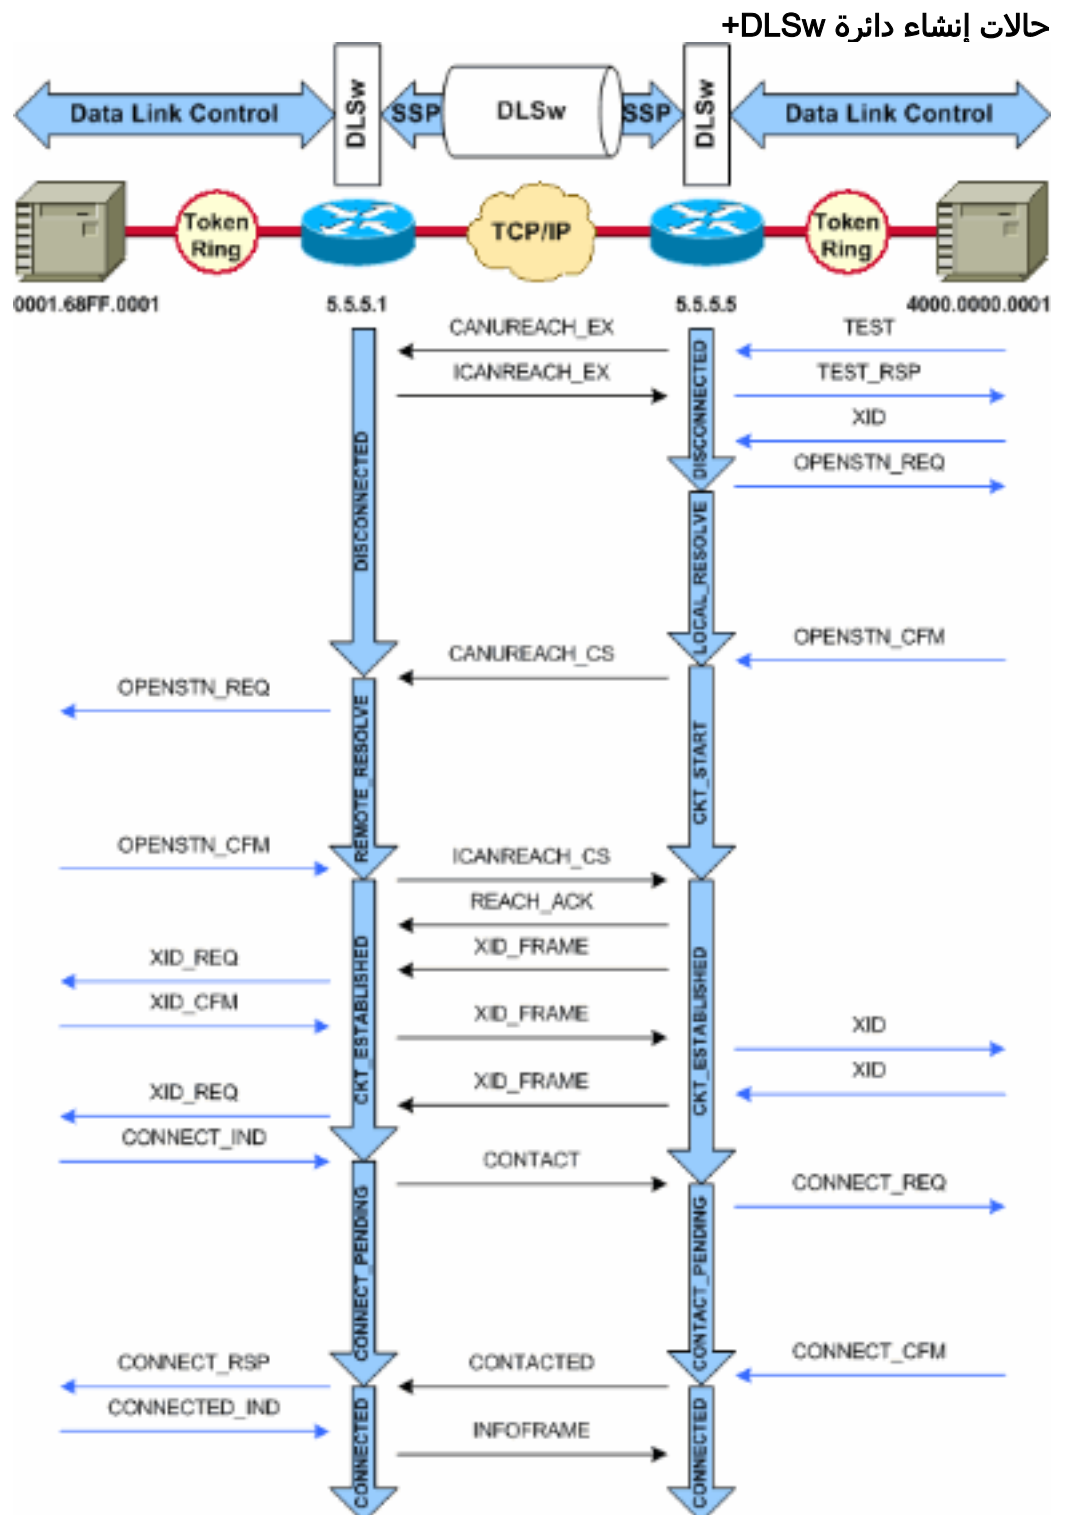 حالات إنشاء دائرة DLSw+
Data Link Control
DLSw
SSP
DLSw
SSP
DLSw
Data Link Control
Token
Ring
TCP/IP
Token
Ring
0001.68FF.0001
5.5.5.1
5.5.5.5
4000.0000.0001
CANUREACH_EX
TEST
ICANREACH_EX
TEST_RSP
DISCONNECTED
XID
DISCONNECTED
OPENSTN_REQ
LOCAL_RESOLVE
OPENSTN_CFM
CANUREACH_CS
OPENSTN_REQ
REMOTE_RESOLVE
CKT_START
OPENSTN_CFM
ICANREACH_CS
REACH_ACK
XID_FRAME
XID_REQ
XID_CFM
XID_FRAME
CKT_ESTABLISHED
CKT_ESTABLISHED
XID
XID
XID_FRAME
XID_REQ
CONNECT_IND
CONTACT
CONNECT_REQ
CONNECT_PENDING
CONTACT_PENDING
CONNECT_CFM
CONNECT_RSP
CONTACTED
CONNECTED_IND
INFOFRAME
CONNECTED
CONNECTED